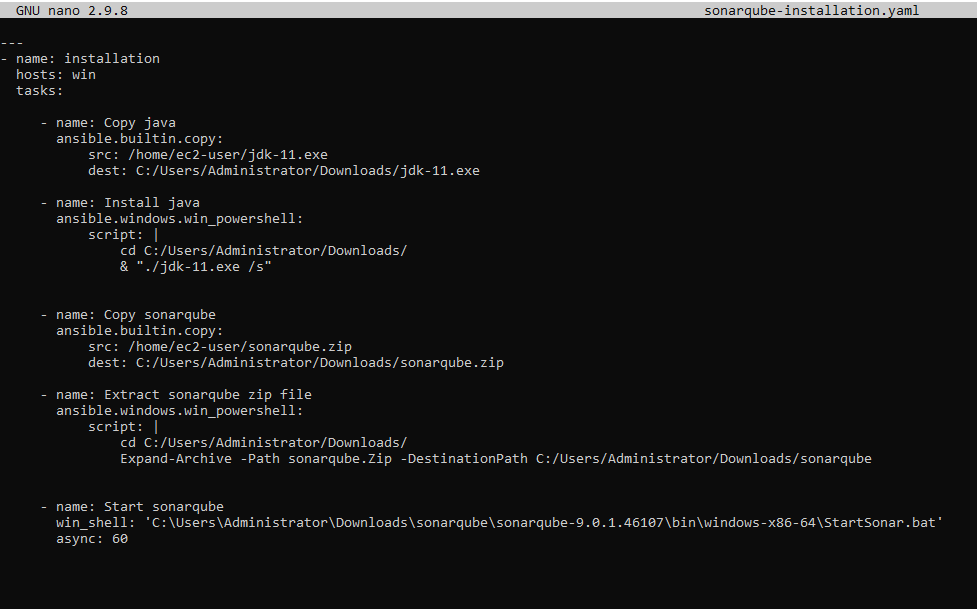 GNU nano 2.9.8 sonarqube-installation.yaml
---
- name: installation
  hosts: win
  tasks:
     - name: Copy java
       ansible.builtin.copy:
           src: /home/ec2-user/jdk-11.exe
           dest: C:/Users/Administrator/Downloads/jdk-11.exe
     - name: Install java
       ansible.windows.win_powershell:
           script: |
               cd C:/Users/Administrator/Downloads/
               & "./jdk-11.exe /s"
     - name: Copy sonarqube
       ansible.builtin.copy:
           src: /home/ec2-user/sonarqube.zip
           dest: C:/Users/Administrator/Downloads/sonarqube.zip
     - name: Extract sonarqube zip file
       ansible.windows.win_powershell:
           script: |
               cd C:/Users/Administrator/Downloads/
               Expand-Archive -Path sonarqube.Zip -DestinationPath C:/Users/Administrator/Downloads/sonarqube
     - name: Start sonarqube
       win_shell: 'C:\Users\Administrator\Downloads\sonarqube\sonarqube-9.0.1.46107\bin\windows-x86-64\StartSonar.bat'
       async: 60